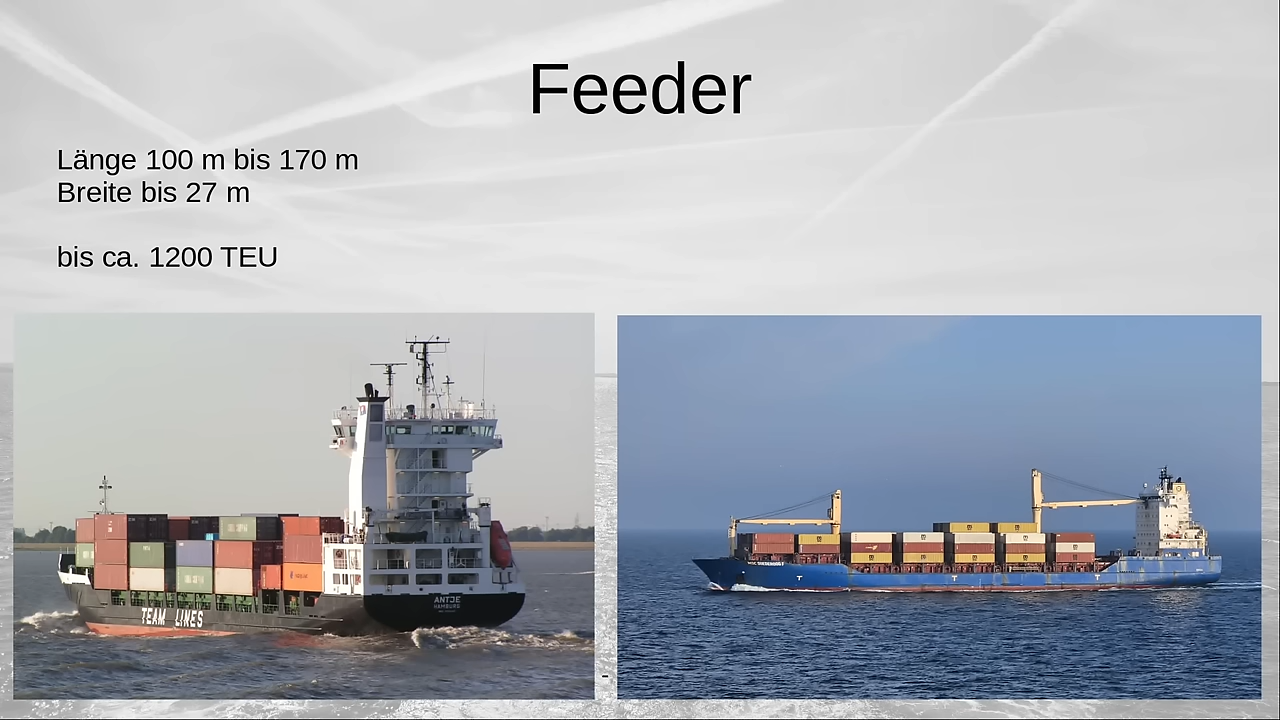 Feeder
Länge 100 m bis 170 m
Breite bis 27 m
bis ca. 1200 TEU
TEAM LINES
ANTJE
HAMBURG